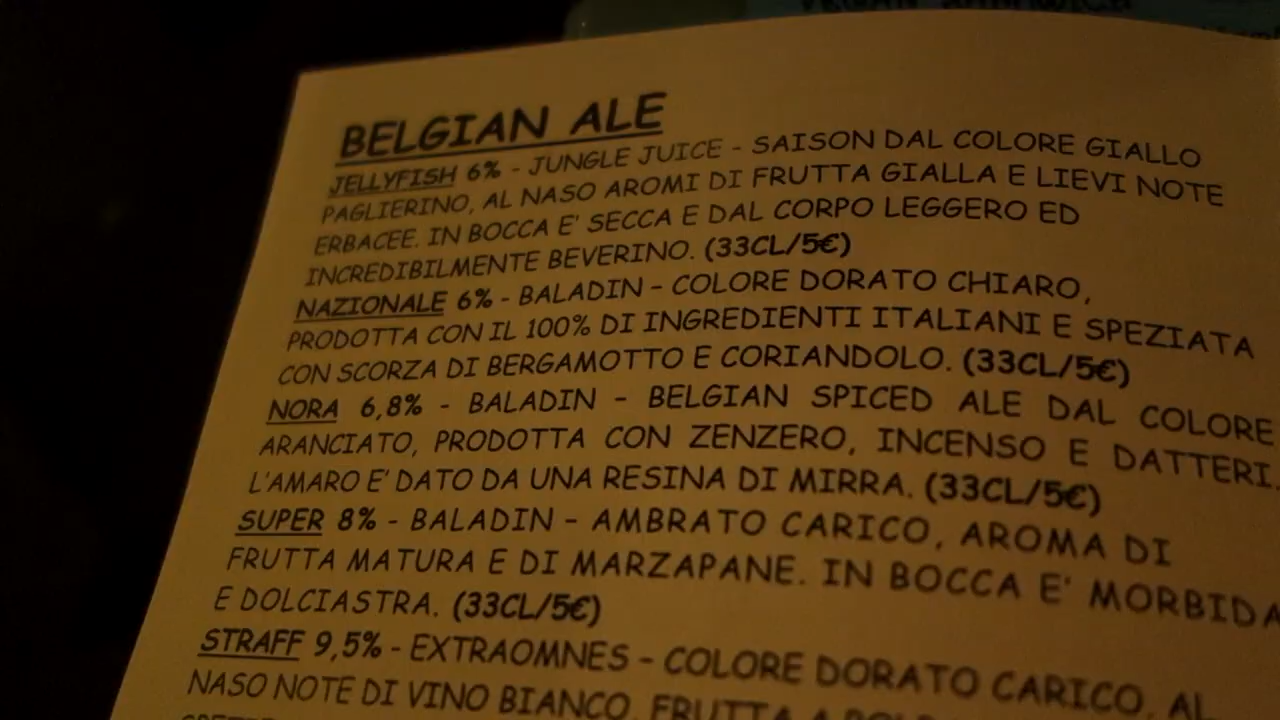 BELGIAN ALE
JELLYFISH 6% - JUNGLE JUICE - SAISON DAL COLORE GIALLO
PAGLIERINO, AL NASO AROMI DI FRUTTA GIALLA E LIEVI NOTE
ERBACEE. IN BOCCA E' SECCA E DAL CORPO LEGGERO ED
INCREDIBILMENTE BEVERINO. (33CL/5€)
NAZIONALE 6% - BALADIN - COLORE DORATO CHIARO,
PRODOTTA CON IL 100% DI INGREDIENTI ITALIANI E SPEZIATA
CON SCORZA DI BERGAMOTTO E CORIANDOLO. (33CL/5€)
NORA 6,8% - BALADIN - BELGIAN SPICED ALE DAL COLORE
ARANCIATO, PRODOTTA CON ZENZERO, INCENSO E DATTERI.
L'AMARO E' DATO DA UNA RESINA DI MIRRA. (33CL/5€)
SUPER 8% - BALADIN - AMBRATO CARICO, AROMA DI
FRUTTA MATURA E DI MARZAPANE. IN BOCCA E' MORBIDA
E DOLCIASTRA. (33CL/5€)
STRAFF 9,5% - EXTRAOMNES - COLORE DORATO CARICO, AL
NASO NOTE DI VINO BIANCO, FRUTTA A